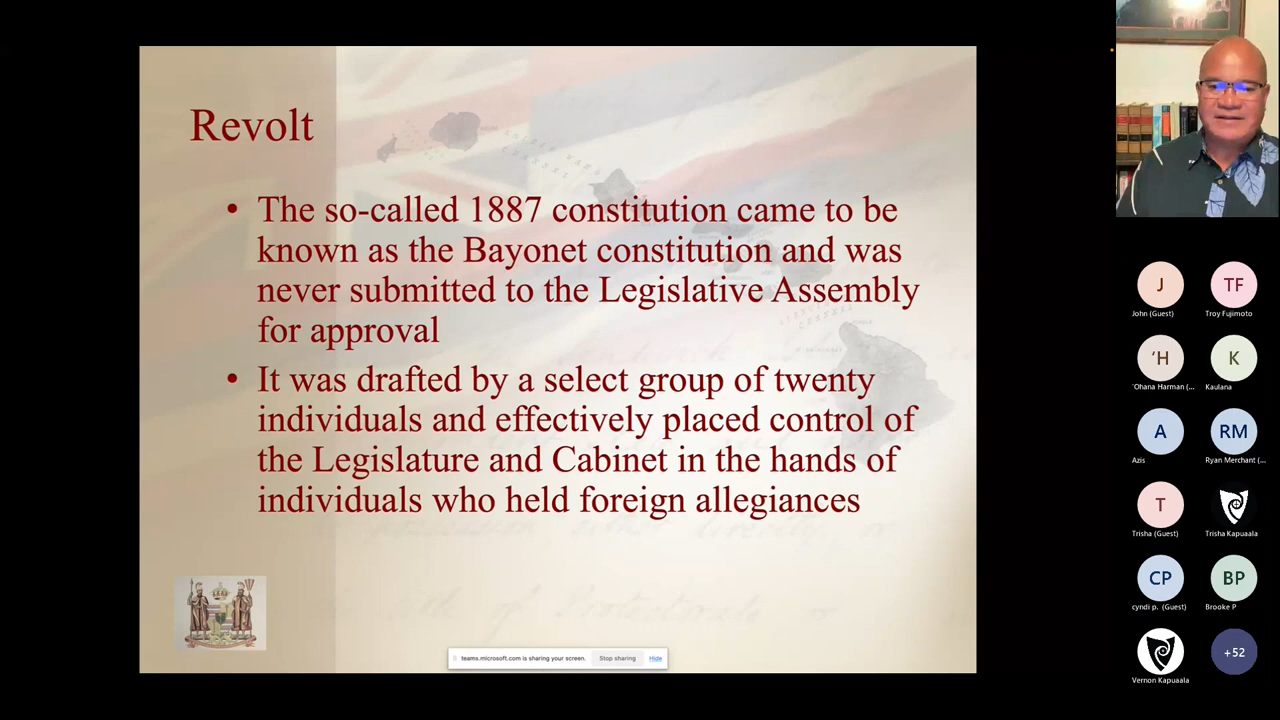 Revolt
• The so-called 1887 constitution came to be
known as the Bayonet constitution and was
never submitted to the Legislative Assembly
for approval
• It was drafted by a select group of twenty
individuals and effectively placed control of
the Legislature and Cabinet in the hands of
individuals who held foreign allegiances
teams.microsoft.com is sharing your screen. Stop sharing Hide
J TF
John (Guest) Troy Fujimoto
'H K
'Ohana Harman (... Kaulana
A RM
Azis Ryan Merchant (...
T
Trisha (Guest) Trisha Kapuaala
CP BP
cyndi p. (Guest) Brooke P
+52
Vernon Kapuaala